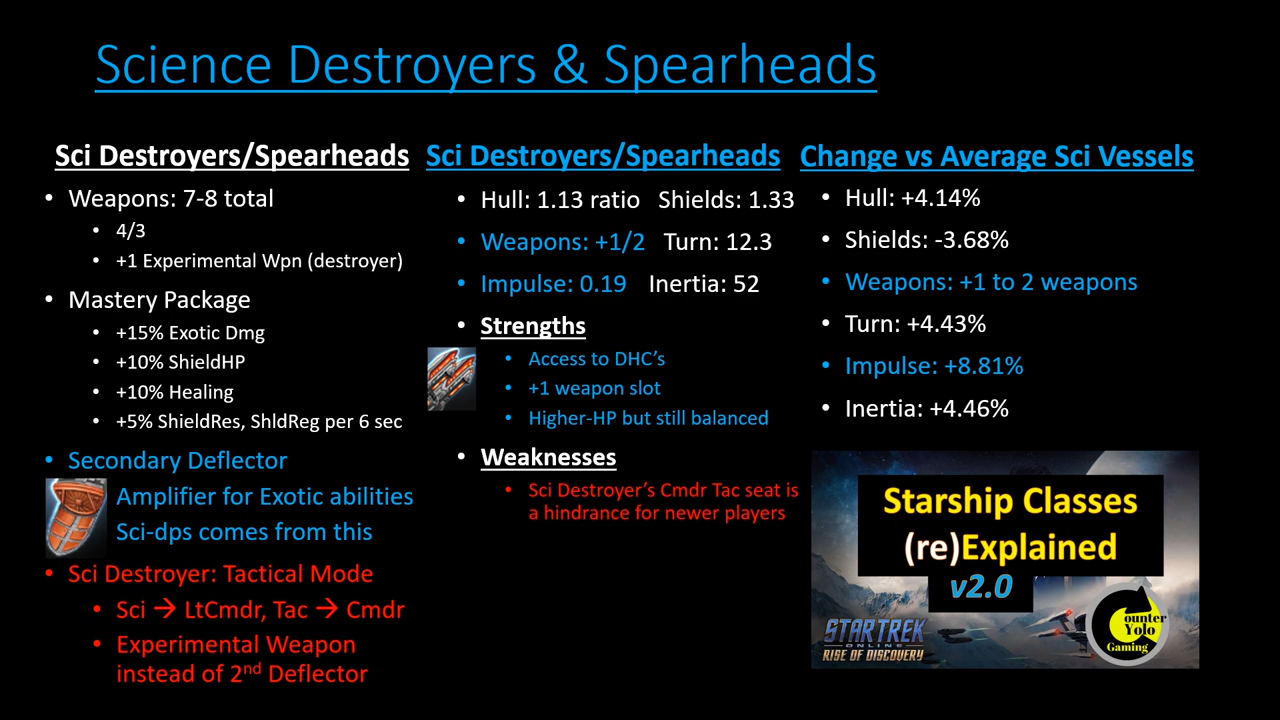 Science Destroyers & Spearheads
Sci Destroyers/Spearheads
• Weapons: 7-8 total
• 4/3
• +1 Experimental Wpn (destroyer)
• Mastery Package
• +15% Exotic Dmg
• +10% ShieldHP
• +10% Healing
• +5% ShieldRes, ShldReg per 6 sec
• Secondary Deflector
Amplifier for Exotic abilities
Sci-dps comes from this
• Sci Destroyer: Tactical Mode
• Sci → LtCmdr, Tac → Cmdr
• Experimental Weapon
instead of 2nd Deflector
Sci Destroyers/Spearheads
• Hull: 1.13 ratio Shields: 1.33
• Weapons: +1/2 Turn: 12.3
• Impulse: 0.19 Inertia: 52
• Strengths
• Access to DHC’s
• +1 weapon slot
• Higher-HP but still balanced
• Weaknesses
• Sci Destroyer’s Cmdr Tac seat is
a hindrance for newer players
Change vs Average Sci Vessels
• Hull: +4.14%
• Shields: -3.68%
• Weapons: +1 to 2 weapons
• Turn: +4.43%
• Impulse: +8.81%
• Inertia: +4.46%
Starship Classes
(re)Explained
v2.0
STAR TREK
ONLINE
RISE OF DISCOVERY
Counter
Yolo
Gaming